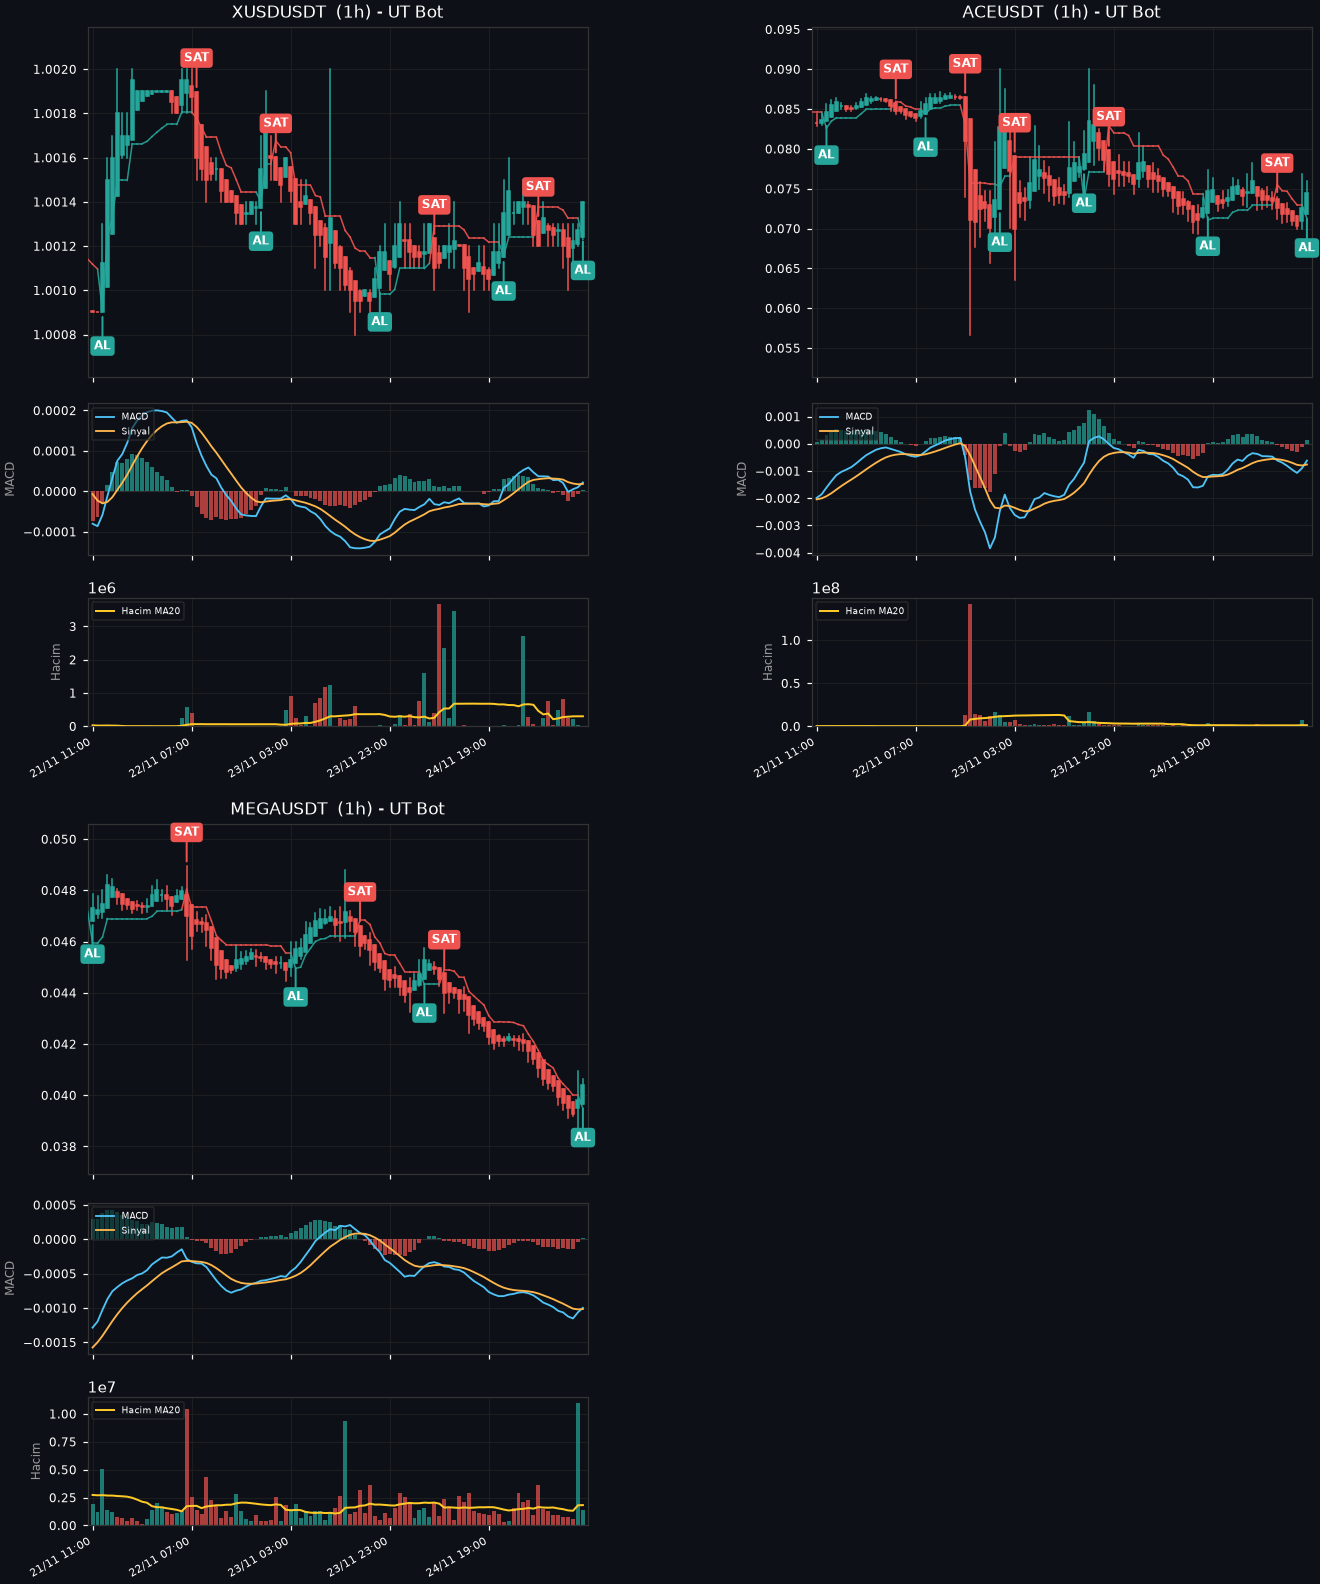 XUSDUSDT  (1h) - UT Bot
1.0020
1.0018
1.0016
1.0014
1.0012
1.0010
1.0008
SAT
SAT
SAT
SAT
AL
AL
AL
AL
AL
0.0002
0.0001
0.0000
−0.0001
MACD
MACD
Sinyal
1e6
3
2
1
0
Hacim
Hacim MA20
21/11 11:00
22/11 07:00
23/11 03:00
23/11 23:00
24/11 19:00
ACEUSDT  (1h) - UT Bot
0.095
0.090
0.085
0.080
0.075
0.070
0.065
0.060
0.055
SAT
SAT
SAT
SAT
SAT
AL
AL
AL
AL
AL
AL
0.001
0.000
−0.001
−0.002
−0.003
−0.004
MACD
MACD
Sinyal
1e8
1.0
0.5
0.0
Hacim
Hacim MA20
21/11 11:00
22/11 07:00
23/11 03:00
23/11 23:00
24/11 19:00
MEGAUSDT  (1h) - UT Bot
0.050
0.048
0.046
0.044
0.042
0.040
0.038
SAT
SAT
SAT
AL
AL
AL
AL
0.0005
0.0000
−0.0005
−0.0010
−0.0015
MACD
MACD
Sinyal
1e7
1.00
0.75
0.50
0.25
0.00
Hacim
Hacim MA20
21/11 11:00
22/11 07:00
23/11 03:00
23/11 23:00
24/11 19:00